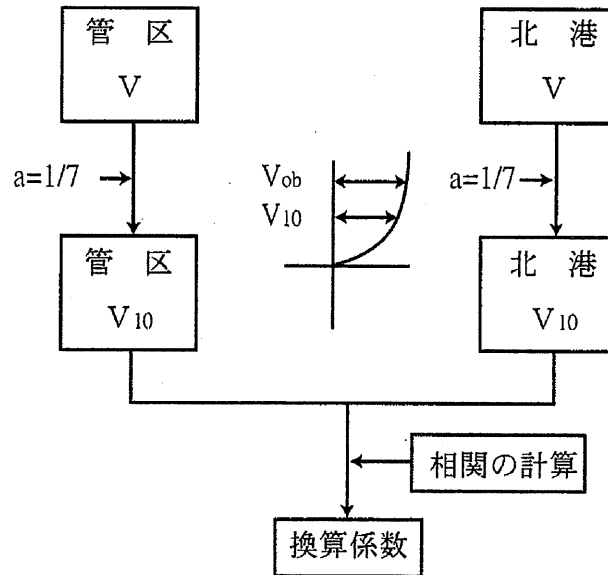 管 区
V
北 港
V
a=1/7
Vob
V10
a=1/7
管 区
V10
北 港
V10
相関の計算
換算係数